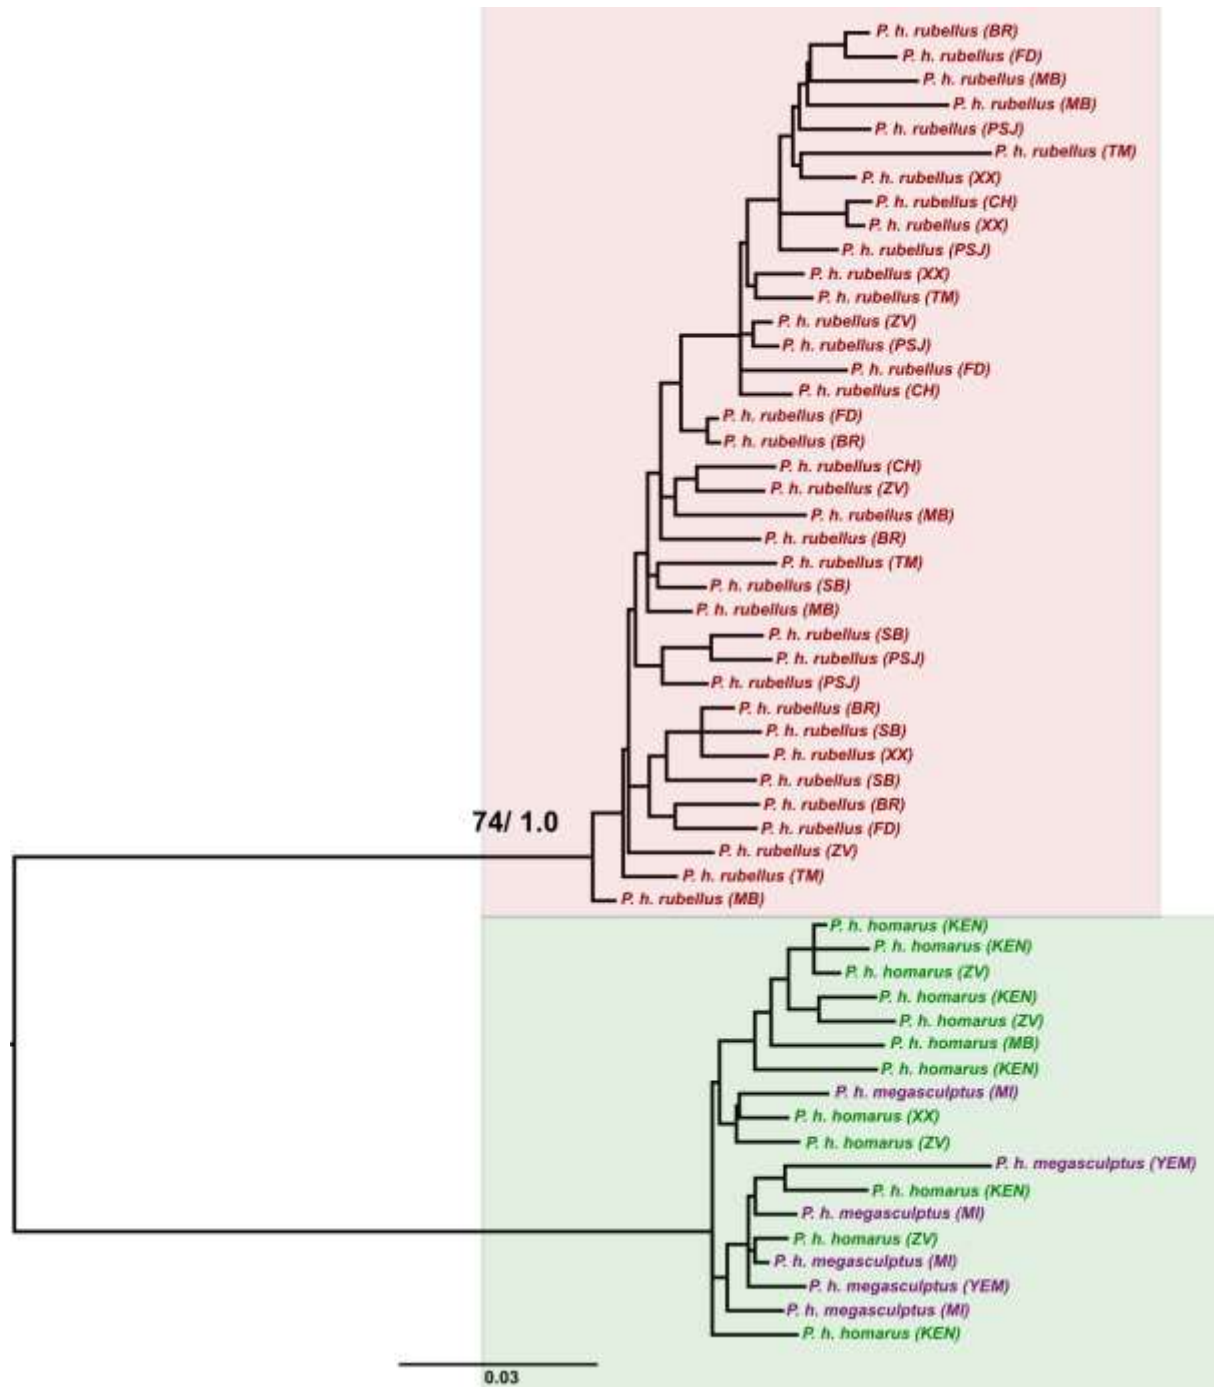 P. h. rubellus (BR)
P. h. rubellus (FD)
P. h. rubellus (MB)
P. h. rubellus (MB)
P. h. rubellus (PSJ)
P. h. rubellus (TM)
P. h. rubellus (XX)
P. h. rubellus (CH)
P. h. rubellus (XX)
P. h. rubellus (PSJ)
P. h. rubellus (XX)
P. h. rubellus (TM)
P. h. rubellus (ZV)
P. h. rubellus (PSJ)
P. h. rubellus (FD)
P. h. rubellus (CH)
P. h. rubellus (FD)
P. h. rubellus (BR)
P. h. rubellus (CH)
P. h. rubellus (ZV)
P. h. rubellus (MB)
P. h. rubellus (BR)
P. h. rubellus (TM)
P. h. rubellus (SB)
P. h. rubellus (MB)
P. h. rubellus (SB)
P. h. rubellus (PSJ)
P. h. rubellus (PSJ)
P. h. rubellus (BR)
P. h. rubellus (SB)
P. h. rubellus (XX)
P. h. rubellus (SB)
P. h. rubellus (BR)
74/ 1.0
P. h. rubellus (FD)
P. h. rubellus (ZV)
P. h. rubellus (TM)
P. h. rubellus (MB)
P. h. homarus (KEN)
P. h. homarus (KEN)
P. h. homarus (ZV)
P. h. homarus (KEN)
P. h. homarus (ZV)
P. h. homarus (MB)
P. h. homarus (KEN)
P. h. megasculptus (MI)
P. h. homarus (XX)
P. h. homarus (ZV)
P. h. megasculptus (YEM)
P. h. homarus (KEN)
P. h. megasculptus (MI)
P. h. homarus (ZV)
P. h. megasculptus (MI)
P. h. megasculptus (YEM)
P. h. megasculptus (MI)
P. h. homarus (KEN)
0.03